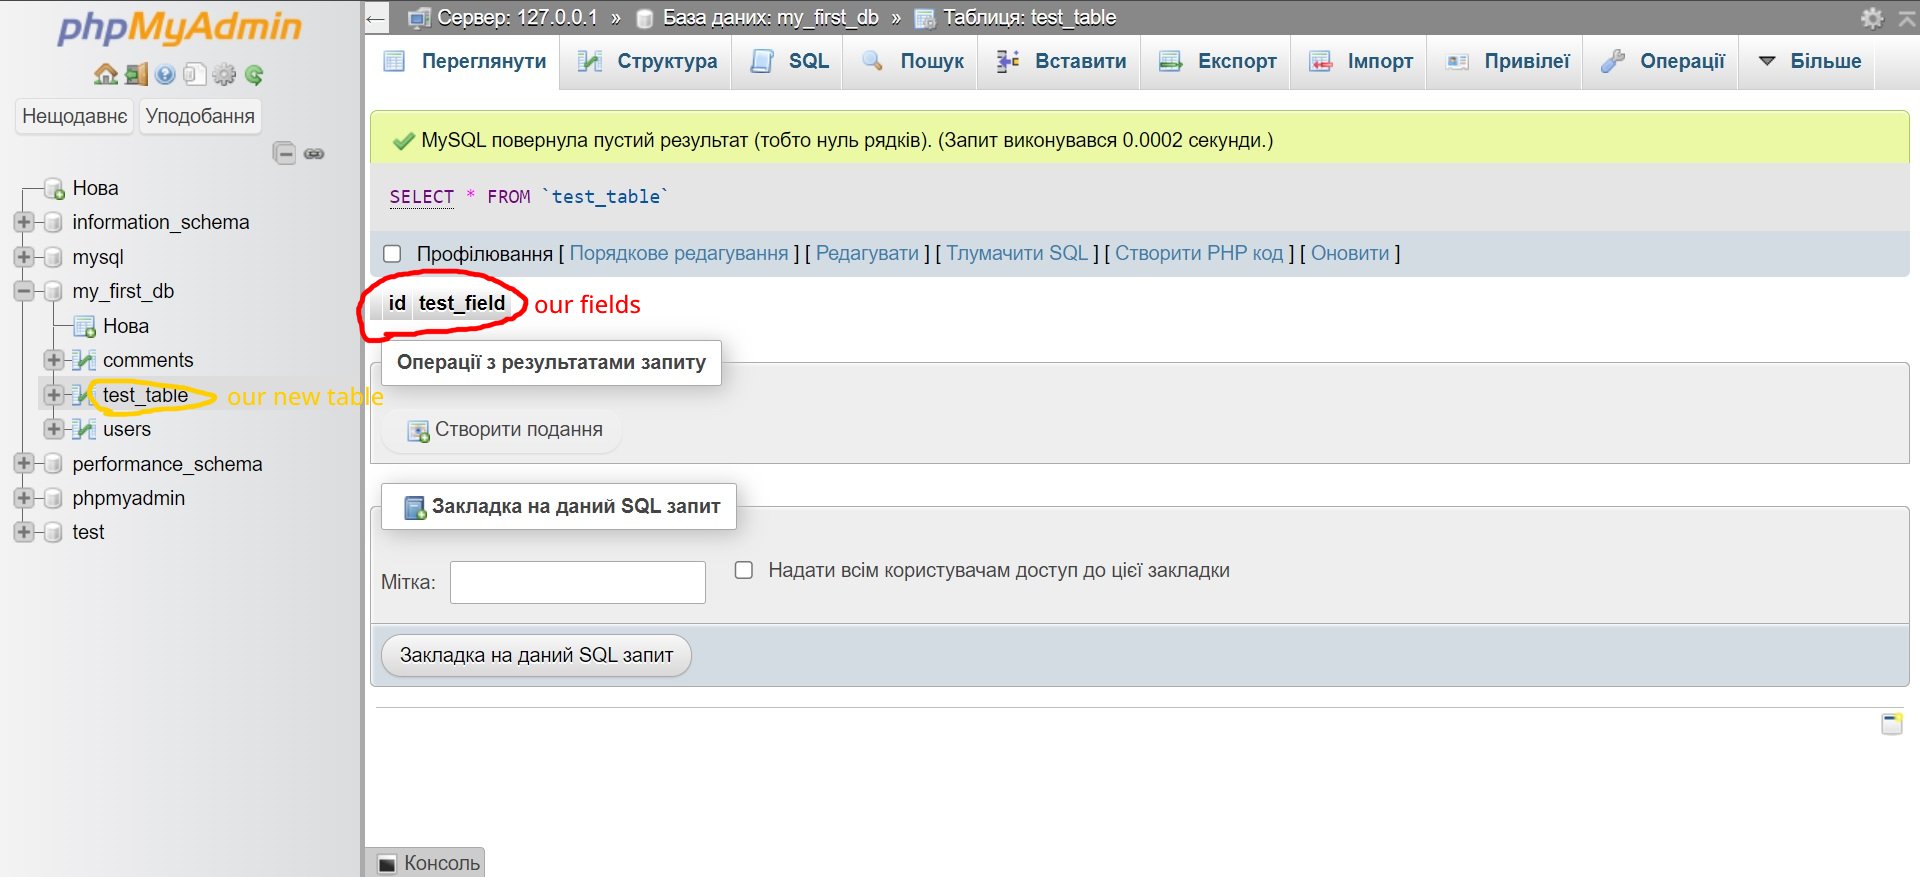 phpMyAdmin
Нещодавнє Уподобання
Нова
information_schema
mysql
my_first_db
Нова
comments
test_table our new table
users
performance_schema
phpmyadmin
test
← Сервер: 127.0.0.1 » База даних: my_first_db » Таблиця: test_table
Переглянути Структура SQL Пошук Вставити Експорт Імпорт Привілеї Операції Більше
MySQL повернула пустий результат (тобто нуль рядків). (Запит виконувався 0.0002 секунди.)
SELECT * FROM `test_table`
Профілювання [ Порядкове редагування ] [ Редагувати ] [ Тлумачити SQL ] [ Створити PHP код ] [ Оновити ]
id test_field our fields
Операції з результатами запиту
Створити подання
Закладка на даний SQL запит
Мітка: Надати всім користувачам доступ до цієї закладки
Закладка на даний SQL запит
Консоль